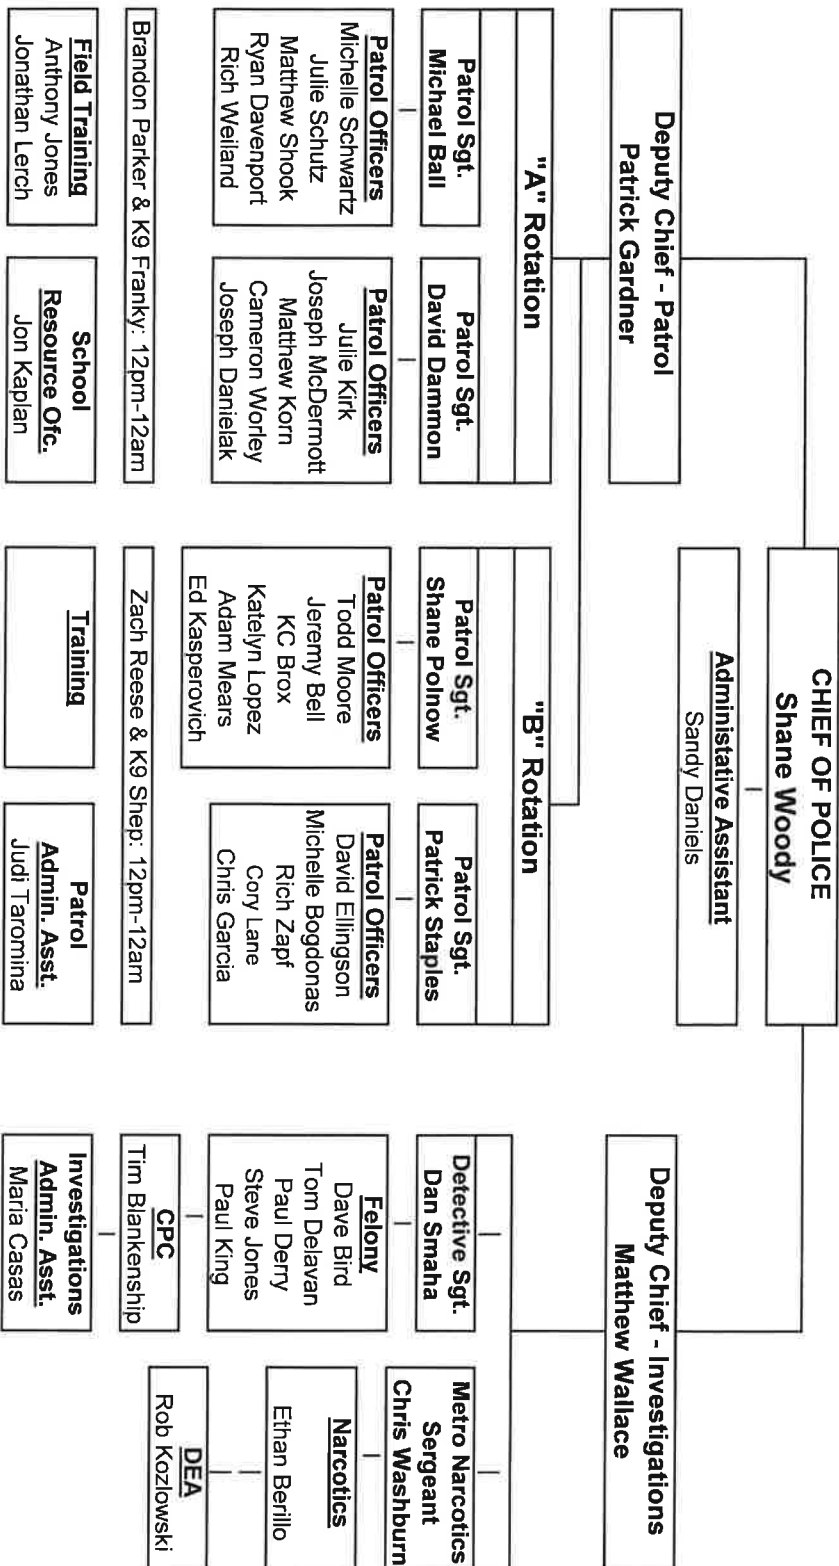 CHIEF OF POLICE
Shane Woody
Administative Assistant
Sandy Daniels
Deputy Chief - Patrol
Patrick Gardner
Deputy Chief - Investigations
Matthew Wallace
"A" Rotation
"B" Rotation
Patrol Sgt.
Michael Ball
Patrol Officers
Michelle Schwartz
Julie Schutz
Matthew Shook
Ryan Davenport
Rich Weiland
Patrol Sgt.
David Dammon
Patrol Officers
Julie Kirk
Joseph McDermott
Matthew Korn
Cameron Worley
Joseph Danielak
Patrol Sgt.
Shane Polnow
Patrol Officers
Todd Moore
Jeremy Bell
KC Brox
Katelyn Lopez
Adam Mears
Ed Kasperovich
Patrol Sgt.
Patrick Staples
Patrol Officers
David Ellingson
Michelle Bogdonas
Rich Zapf
Cory Lane
Chris Garcia
Brandon Parker & K9 Franky: 12pm-12am
Zach Reese & K9 Shep: 12pm-12am
Field Training
Anthony Jones
Jonathan Lerch
School
Resource Ofc.
Jon Kaplan
Training
Patrol
Admin. Asst.
Judi Taromina
Detective Sgt.
Dan Smaha
Felony
Dave Bird
Tom Delavan
Paul Derry
Steve Jones
Paul King
CPC
Tim Blankenship
Investigations
Admin. Asst.
Maria Casas
Metro Narcotics
Sergeant
Chris Washburn
Narcotics
Ethan Berillo
DEA
Rob Kozlowski